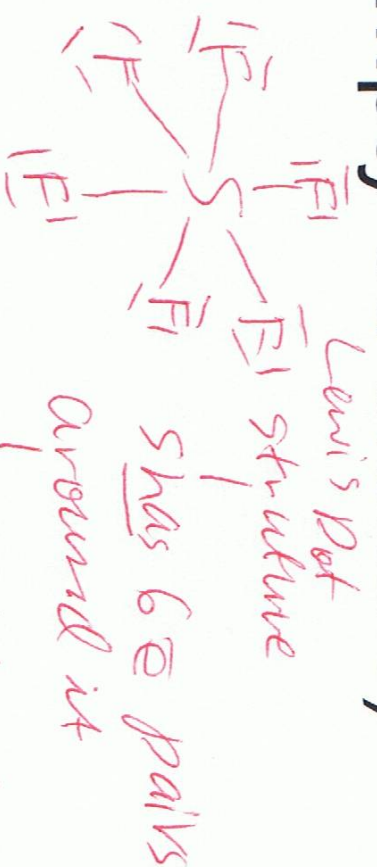 F
F
F
S
F
F
F
Lewis Dot
structure
S has 6 e pairs
around it